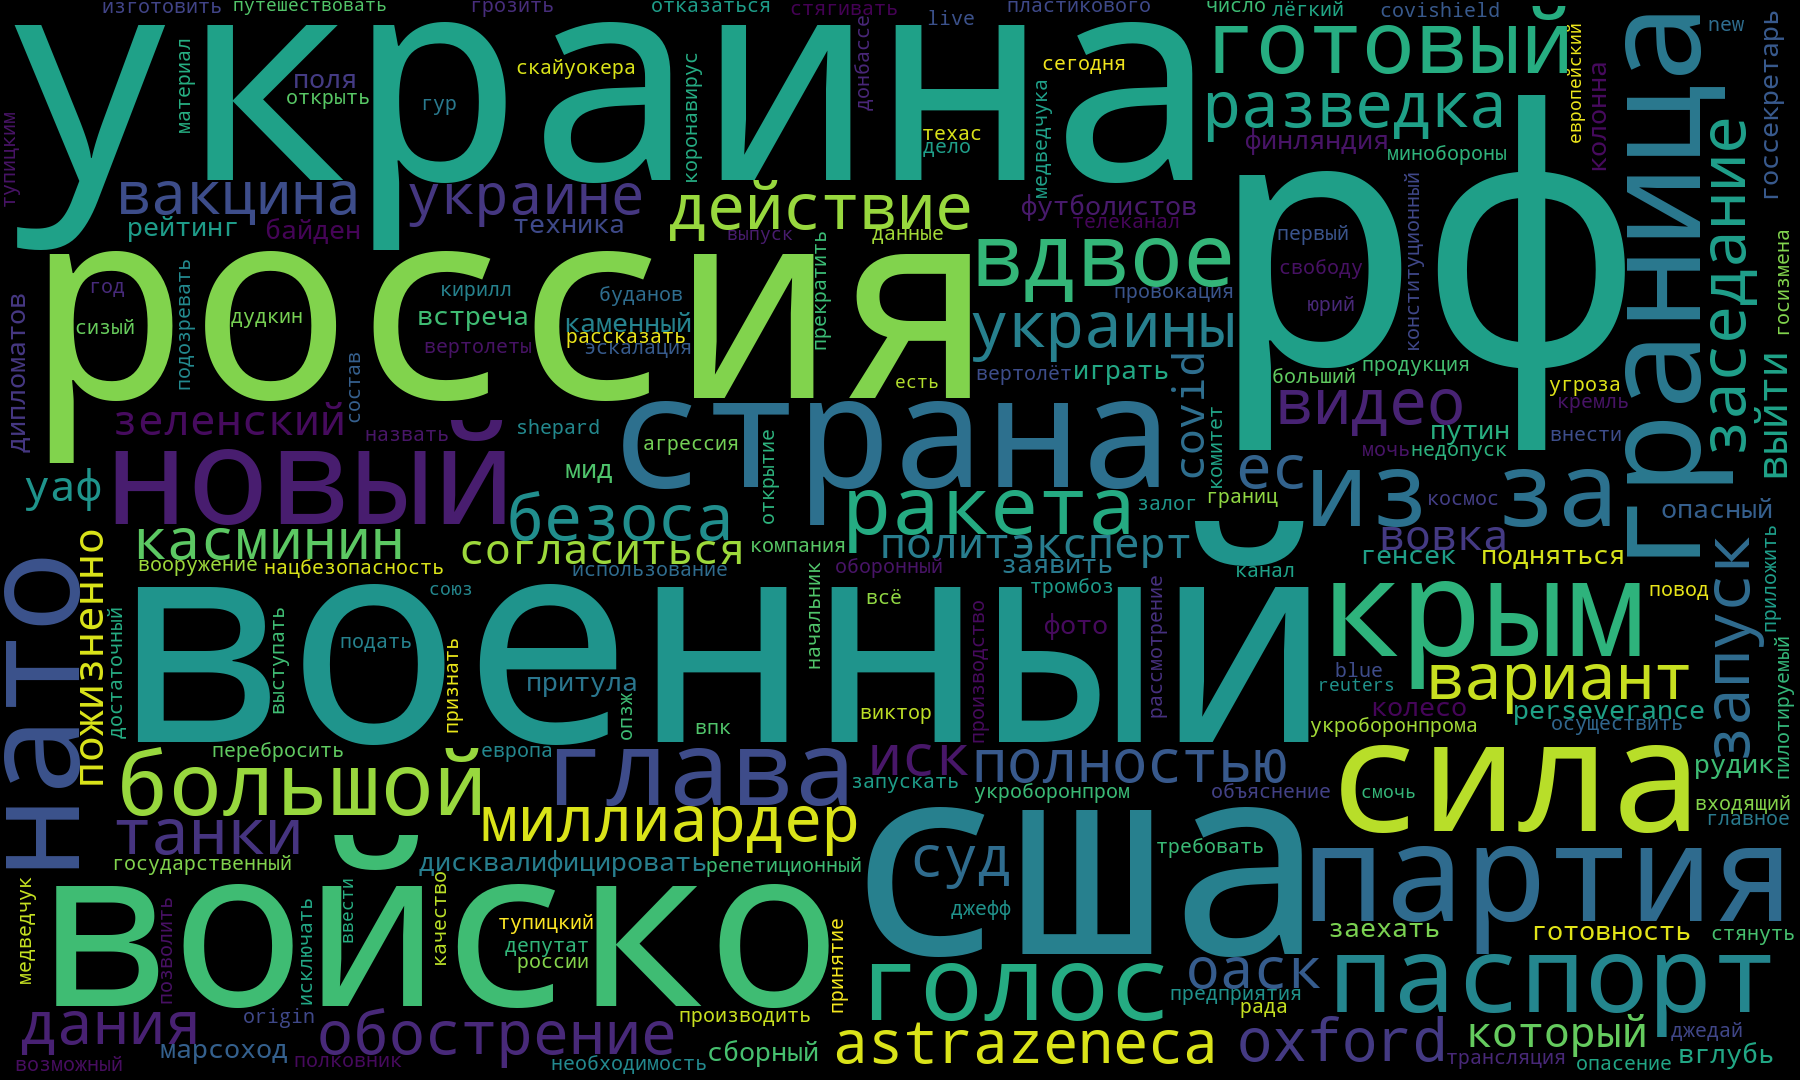 изготовить
путешествовать
грозить
отказаться
стягивать
live
пластикового
число
лёгкий
covishield
украина
готовый
new
материал
поля
открыть
скайуокера
гур
коронавирус
донбассе
сегодня
техас
дело
медведчука
разведка
финляндия
минобороны
европейский
колонна
граница
госсекретарь
тупицким
вакцина
украине
действие
футболистов
телеканал
рф
рейтинг
байден
техника
выпуск
данные
вдвое
первый
свободу
юрий
конституционный
заседание
госизмена
россия
год
сизый
дудкин
подозревать
кирилл
встреча
вертолеты
буданов
каменный
рассказать
эскалация
прекратить
провокация
украины
дипломатов
состав
есть
вертолёт
играть
больший
продукция
угроза
кремль
зеленский
назвать
shepard
страна
агрессия
covid
комитет
видео
путин
внести
выйти
мочь
недопуск
уаф
новый
мид
безоса
открытие
ракета
залог
ес
границ
из
за
космос
опасный
касминин
согласиться
компания
политэксперт
вовка
заявить
генсек
подняться
вооружение
нацбезопасность
использование
оборонный
канал
нато
пожизненно
военный
союз
тромбоз
всё
начальник
крым
повод
запуск
приложить
достаточный
выступать
подать
признать
притула
опзж
впк
виктор
производство
фото
рассмотрение
blue
reuters
вариант
колесо
perseverance
укроборонпрома
осуществить
пилотируемый
перебросить
европа
большой
глава
иск
полностью
сила
рудик
запускать
укроборонпром
объяснение
смочь
входящий
главное
танки
миллиардер
сша
требовать
государственный
дисквалифицировать
репетиционный
суд
партия
медведчук
войско
ввести
качество
джефф
позволить
исключать
тупицкий
депутат
россии
принятие
заехать
готовность
стянуть
голос
оаск
паспорт
предприятия
рада
дания
origin
обострение
производить
astrazeneca
oxford
который
джедай
марсоход
полковник
сборный
трансляция
вглубь
возможный
необходимость
опасение